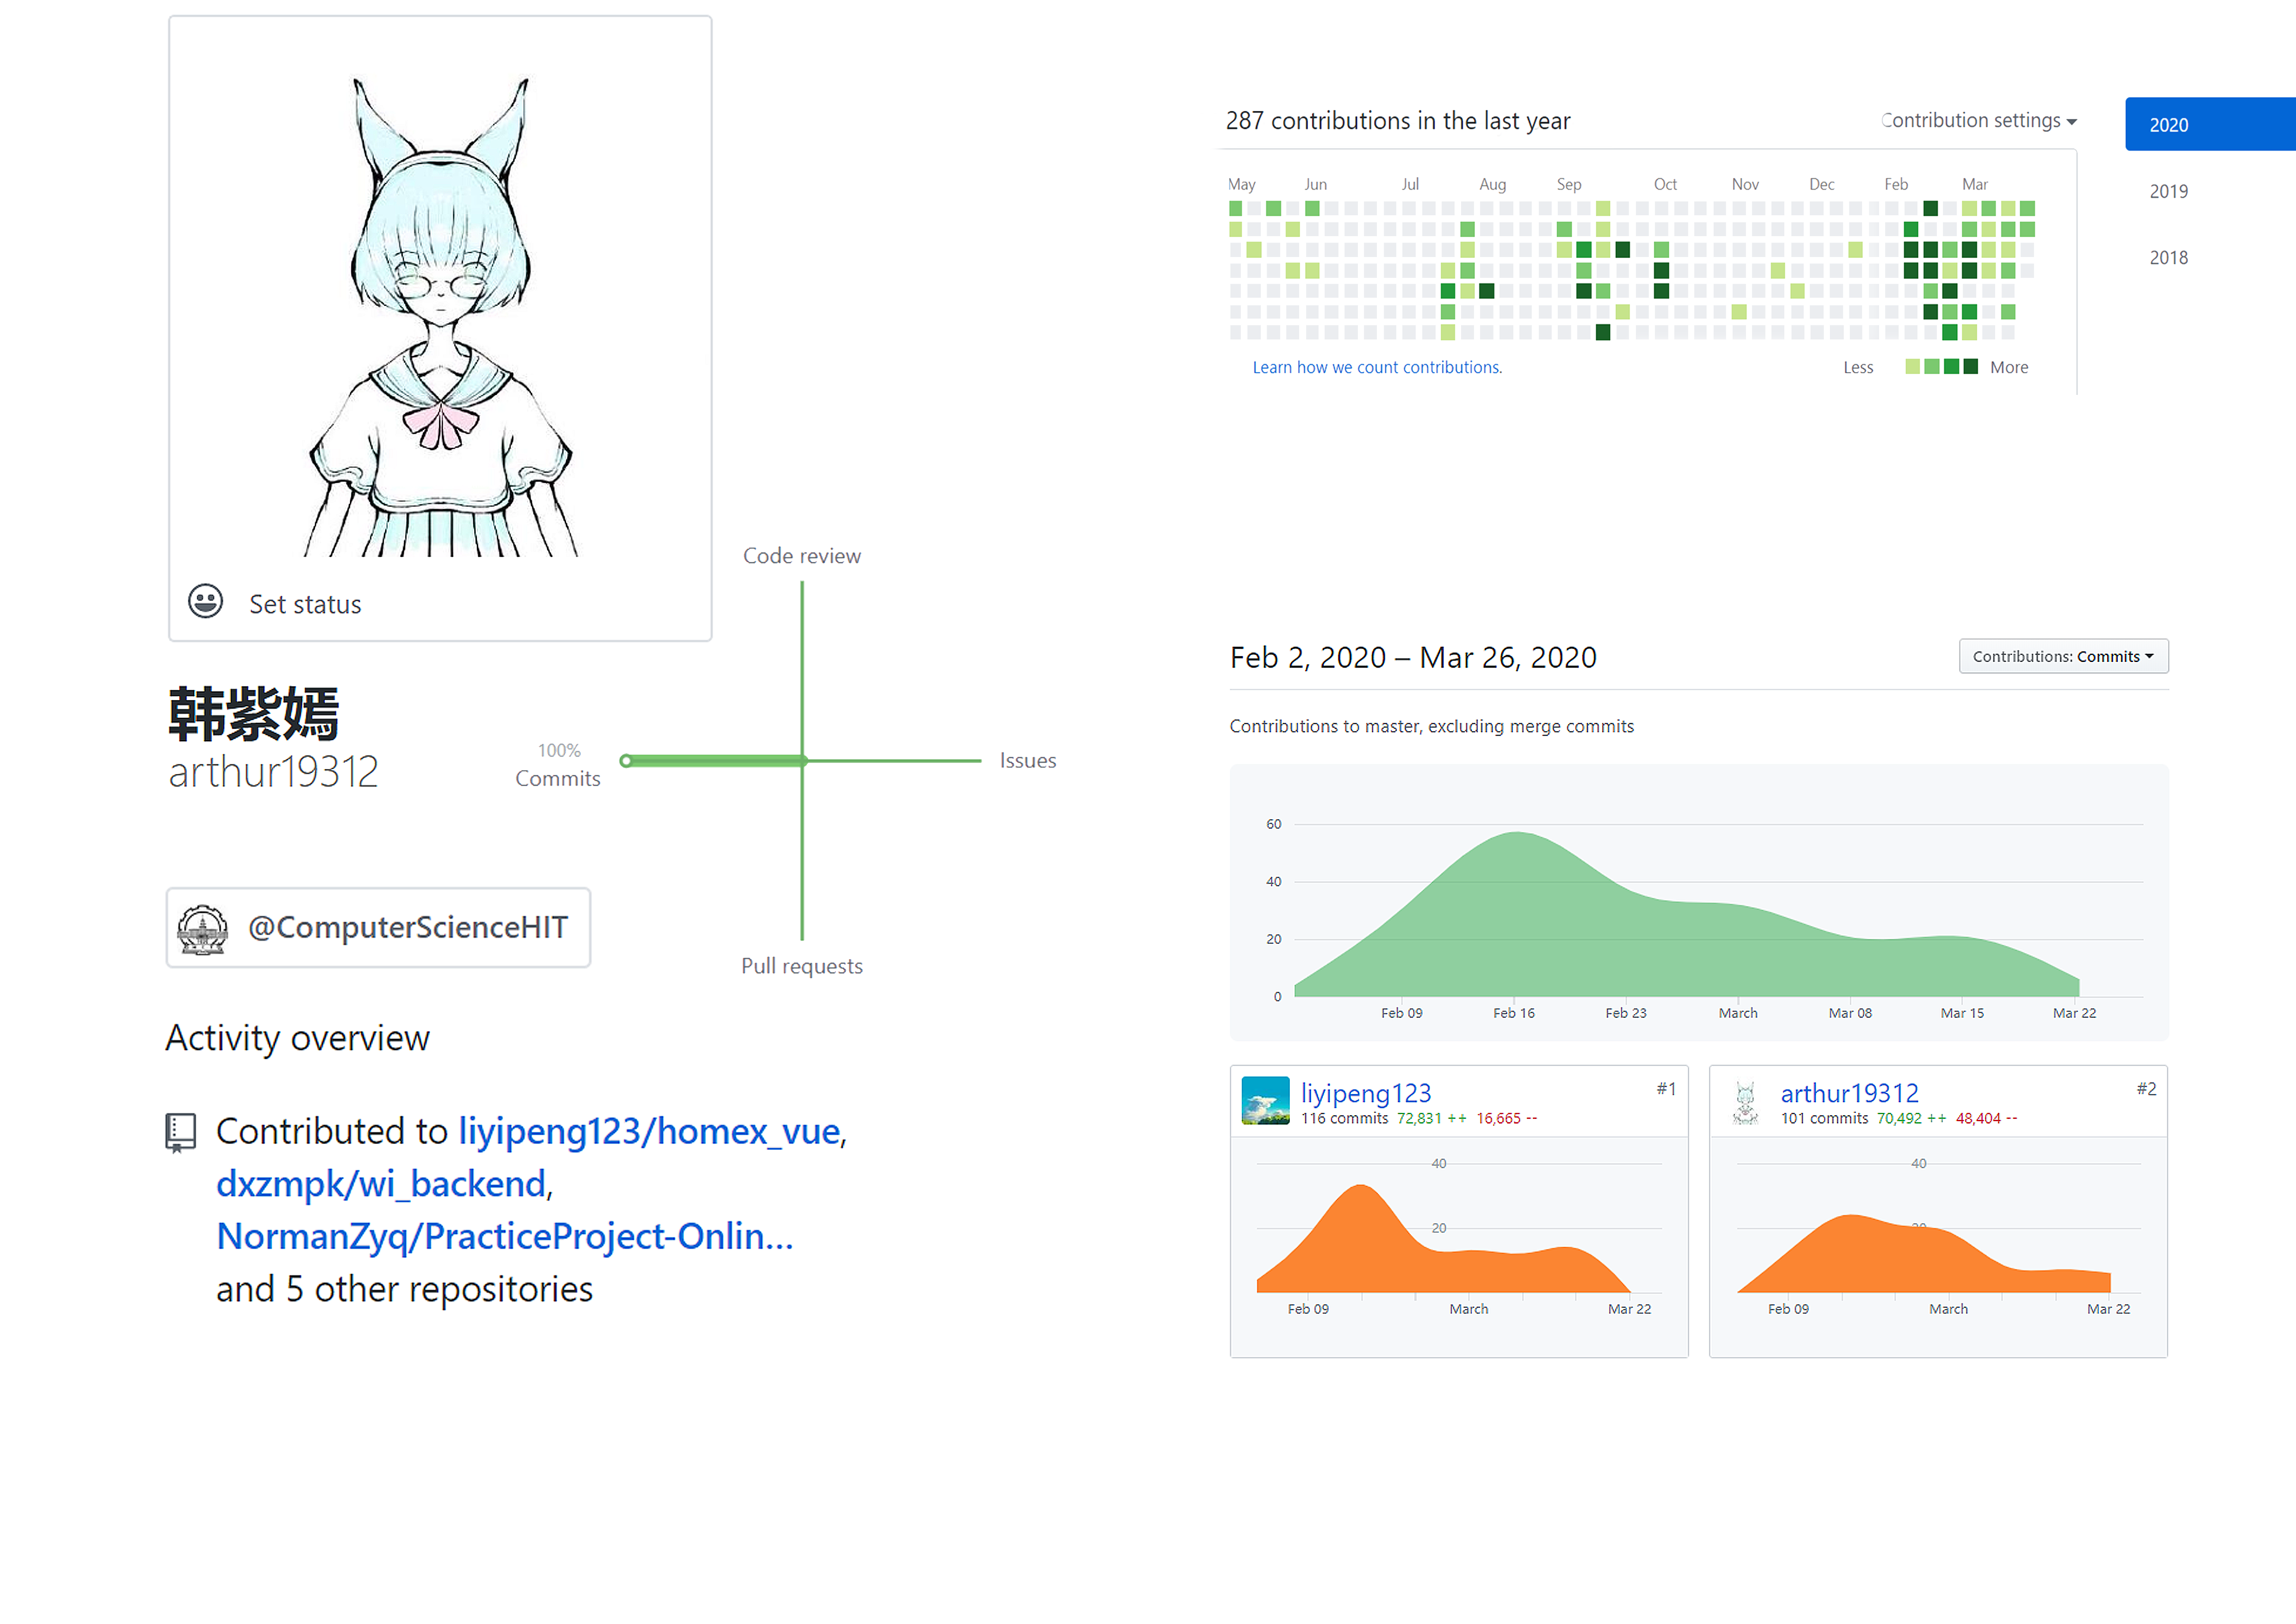 Set status
韩紫嫣
arthur19312
@ComputerScienceHIT
Activity overview
Contributed to liyipeng123/homex_vue,
dxzmpk/wi_backend,
NormanZyq/PracticeProject-Onlin...
and 5 other repositories
Code review
100%
Commits
Issues
Pull requests
287 contributions in the last year
Contribution settings
2020
2019
2018
May Jun Jul Aug Sep Oct Nov Dec Feb Mar
Learn how we count contributions.
Less More
Feb 2, 2020 – Mar 26, 2020
Contributions: Commits
Contributions to master, excluding merge commits
60
40
20
0
Feb 09 Feb 16 Feb 23 March Mar 08 Mar 15 Mar 22
liyipeng123 #1
116 commits 72,831 ++ 16,665 --
40
20
Feb 09 March Mar 22
arthur19312 #2
101 commits 70,492 ++ 48,404 --
40
20
Feb 09 March Mar 22